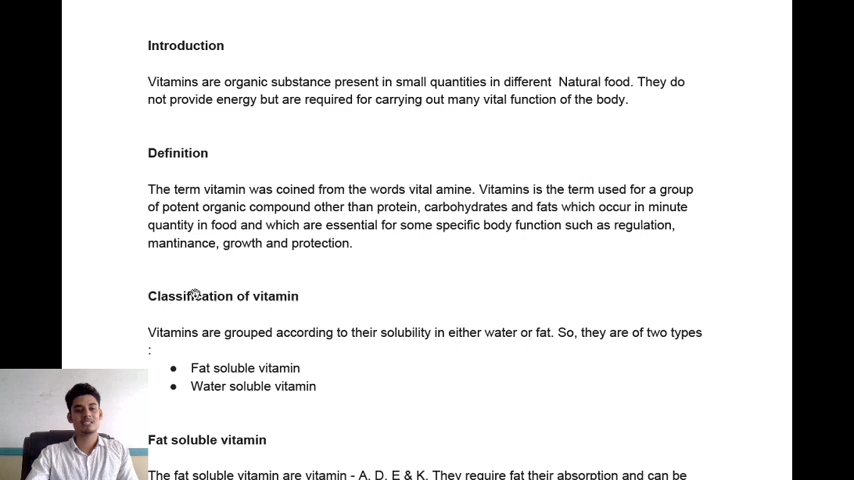 Introduction
Vitamins are organic substance present in small quantities in different  Natural food. They do
not provide energy but are required for carrying out many vital function of the body.
Definition
The term vitamin was coined from the words vital amine. Vitamins is the term used for a group
of potent organic compound other than protein, carbohydrates and fats which occur in minute
quantity in food and which are essential for some specific body function such as regulation,
mantinance, growth and protection.
Classification of vitamin
Vitamins are grouped according to their solubility in either water or fat. So, they are of two types
:
● Fat soluble vitamin
● Water soluble vitamin
Fat soluble vitamin
The fat soluble vitamin are vitamin - A, D, E & K. They require fat their absorption and can be